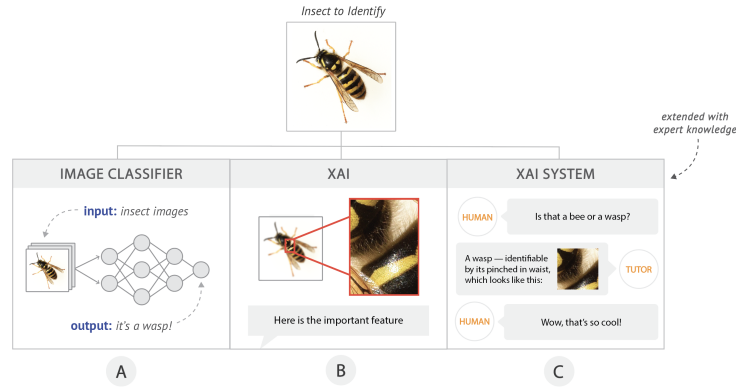 Insect to Identify
extended with
expert knowledge
IMAGE CLASSIFIER
XAI
XAI SYSTEM
input: insect images
output: it's a wasp!
Here is the important feature
HUMAN
Is that a bee or a wasp?
A wasp — identifiable
by its pinched in waist,
which looks like this:
TUTOR
HUMAN
Wow, that's so cool!
A
B
C